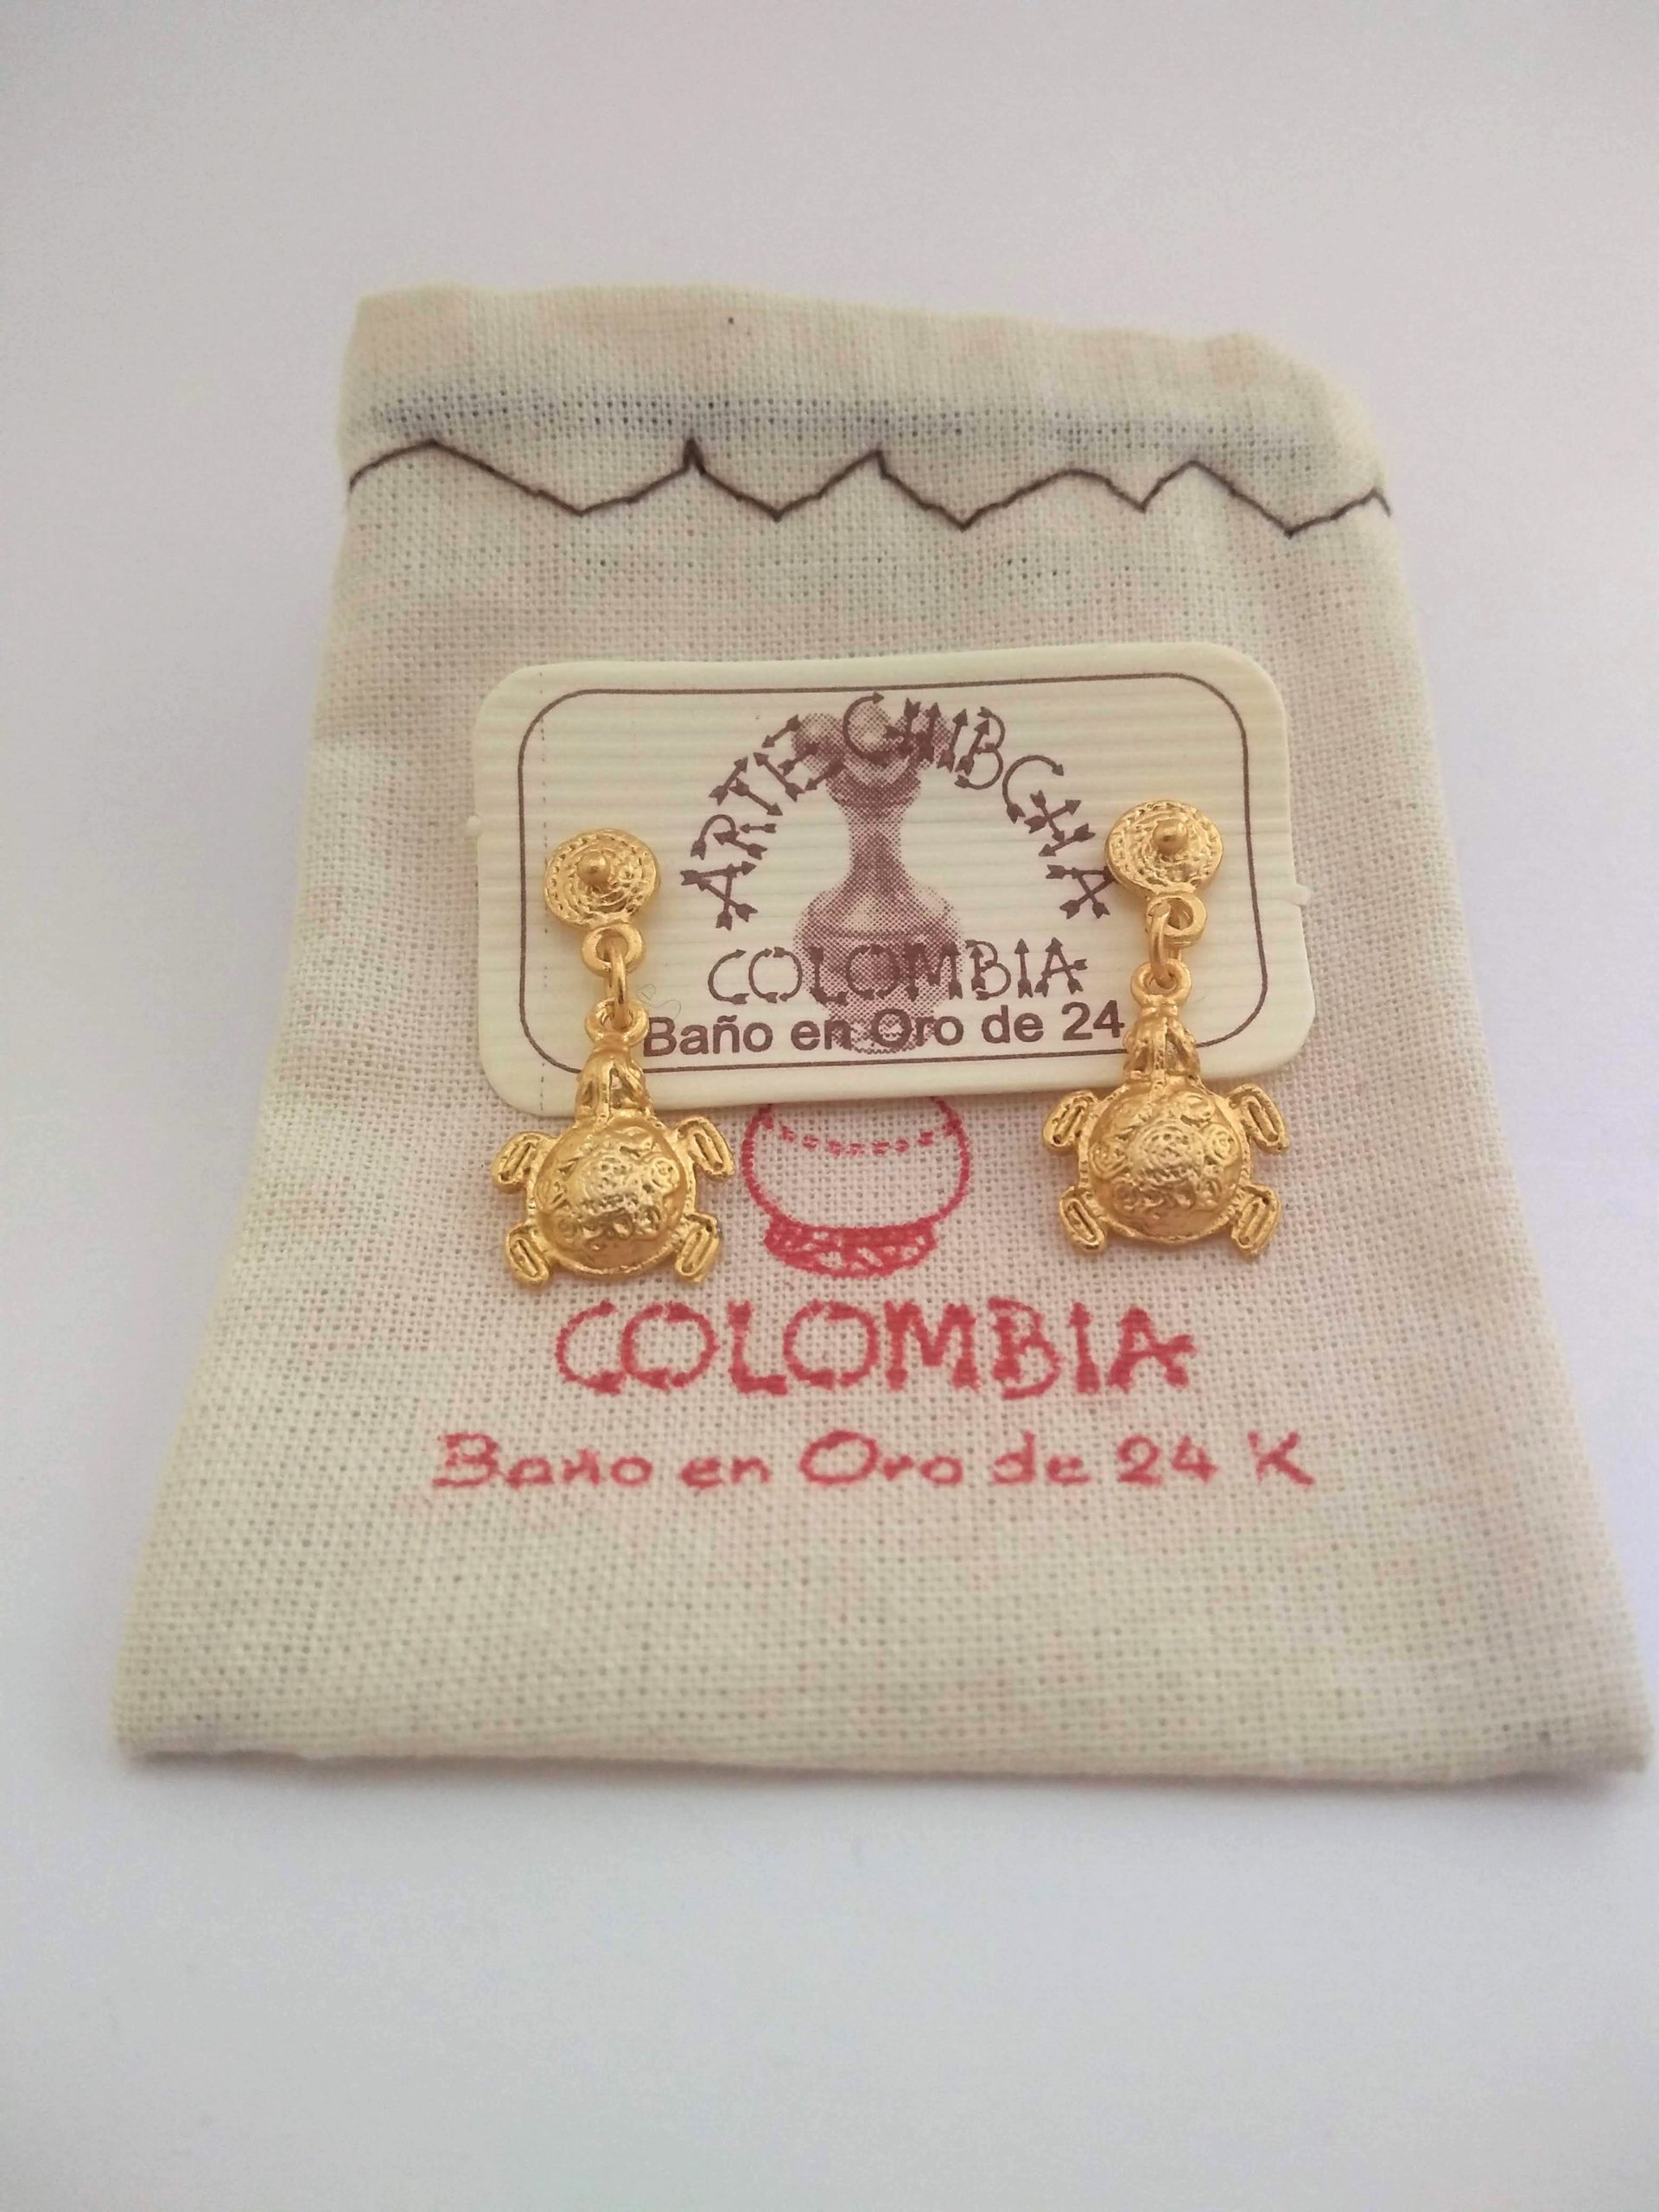 ARTE CHIBCHA
COLOMBIA
Baño en Oro de 24
COLOMBIA
Baño en Oro de 24 K